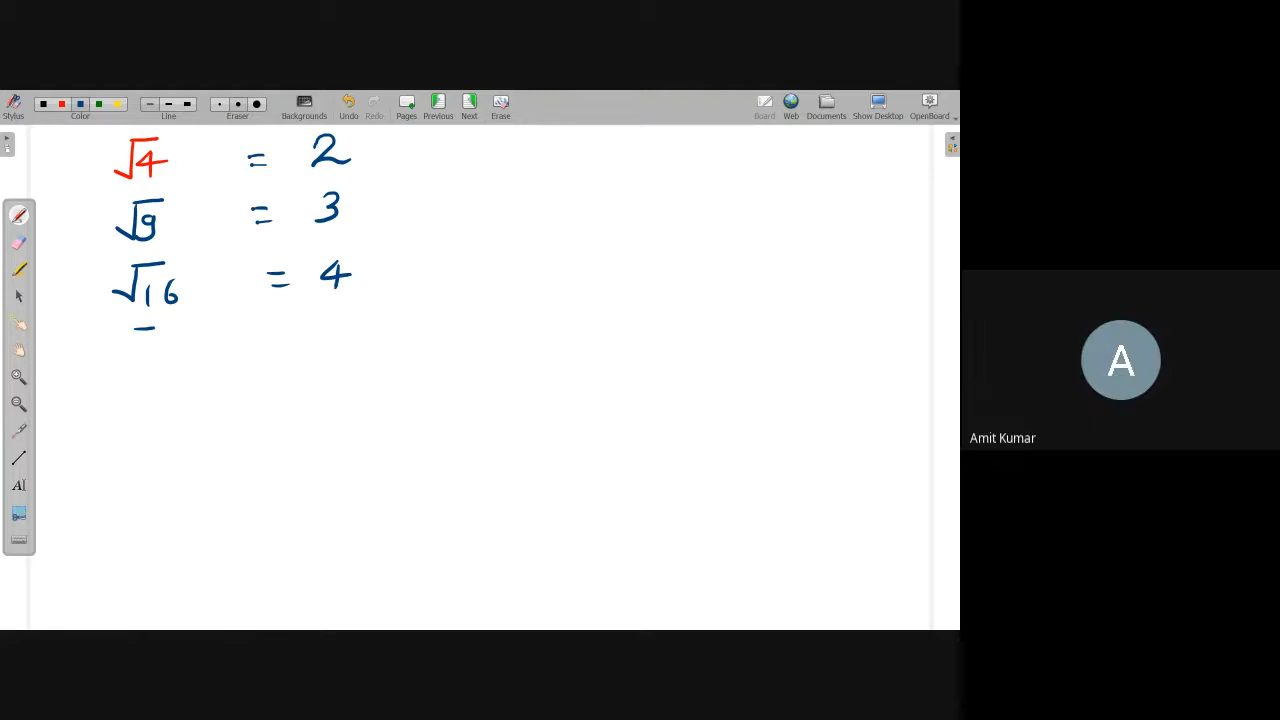 Stylus Color Line Eraser Backgrounds Undo Redo Pages Previous Next Erase Board Web Documents Show Desktop OpenBoard
√4 = 2
√9 = 3
√16 = 4
–
A
Amit Kumar